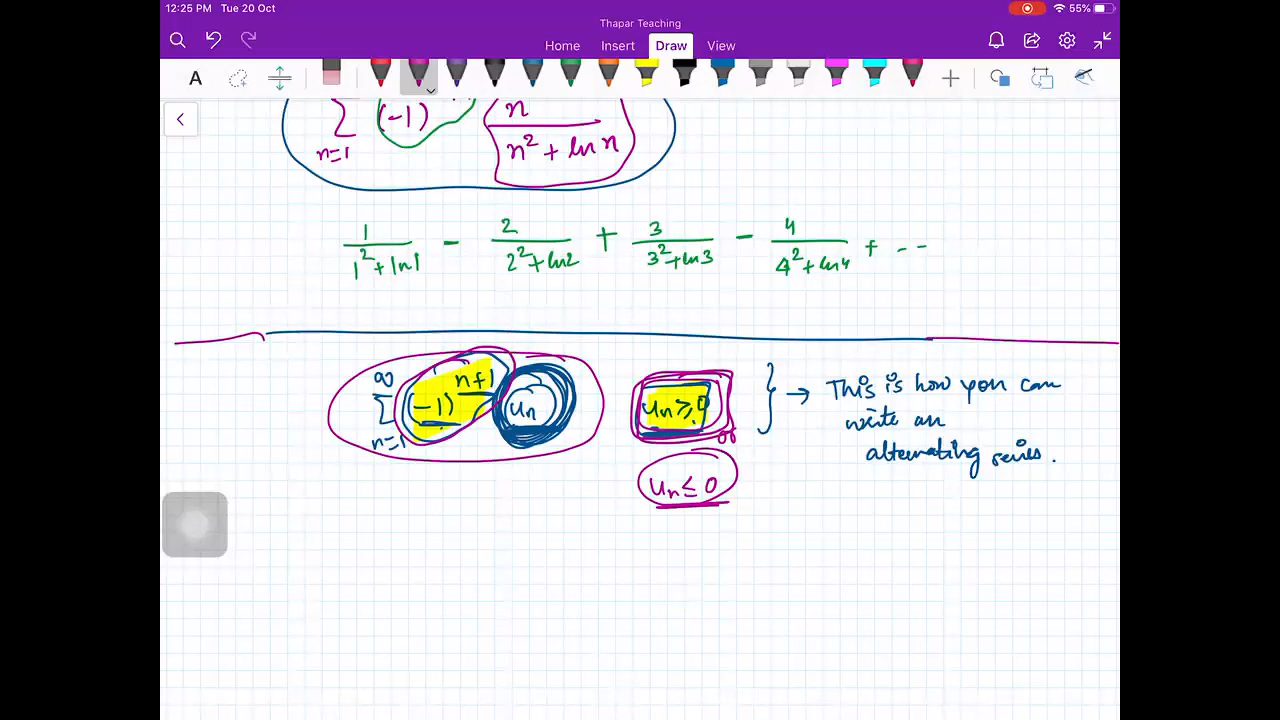 12:25 PM Tue 20 Oct
55%
Thapar Teaching
Home Insert Draw View
A
∑ (-1) n
n=1 n² + ln n
1/(1²+ln1) - 2/(2²+ln2) + 3/(3²+ln3) - 4/(4²+ln4) + - -
∞ ∑ n=1 (-1)^(n+1) uₙ uₙ ≥ 0 } → This is how you can
write an
alternating series.
uₙ ≤ 0